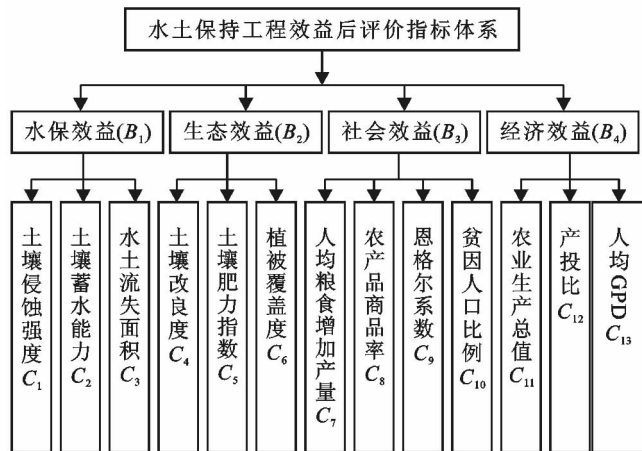 水土保持工程效益后评价指标体系
水保效益(B₁)
生态效益(B₂)
社会效益(B₃)
经济效益(B₄)
土壤侵蚀强度C₁
土壤蓄水能力C₂
水土流失面积C₃
土壤改良度C₄
土壤肥力指数C₅
植被覆盖度C₆
人均粮食增加产量C₇
农产品商品率C₈
恩格尔系数C₉
贫因人口比例C₁₀
农业生产总值C₁₁
产投比C₁₂
人均GPD C₁₃